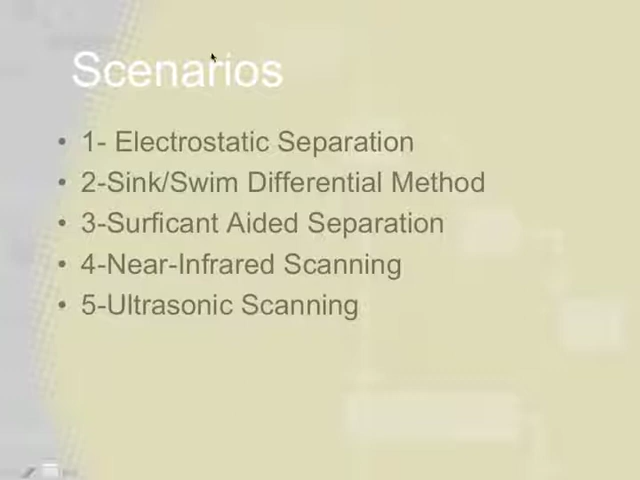 Scenarios
• 1- Electrostatic Separation
• 2-Sink/Swim Differential Method
• 3-Surficant Aided Separation
• 4-Near-Infrared Scanning
• 5-Ultrasonic Scanning